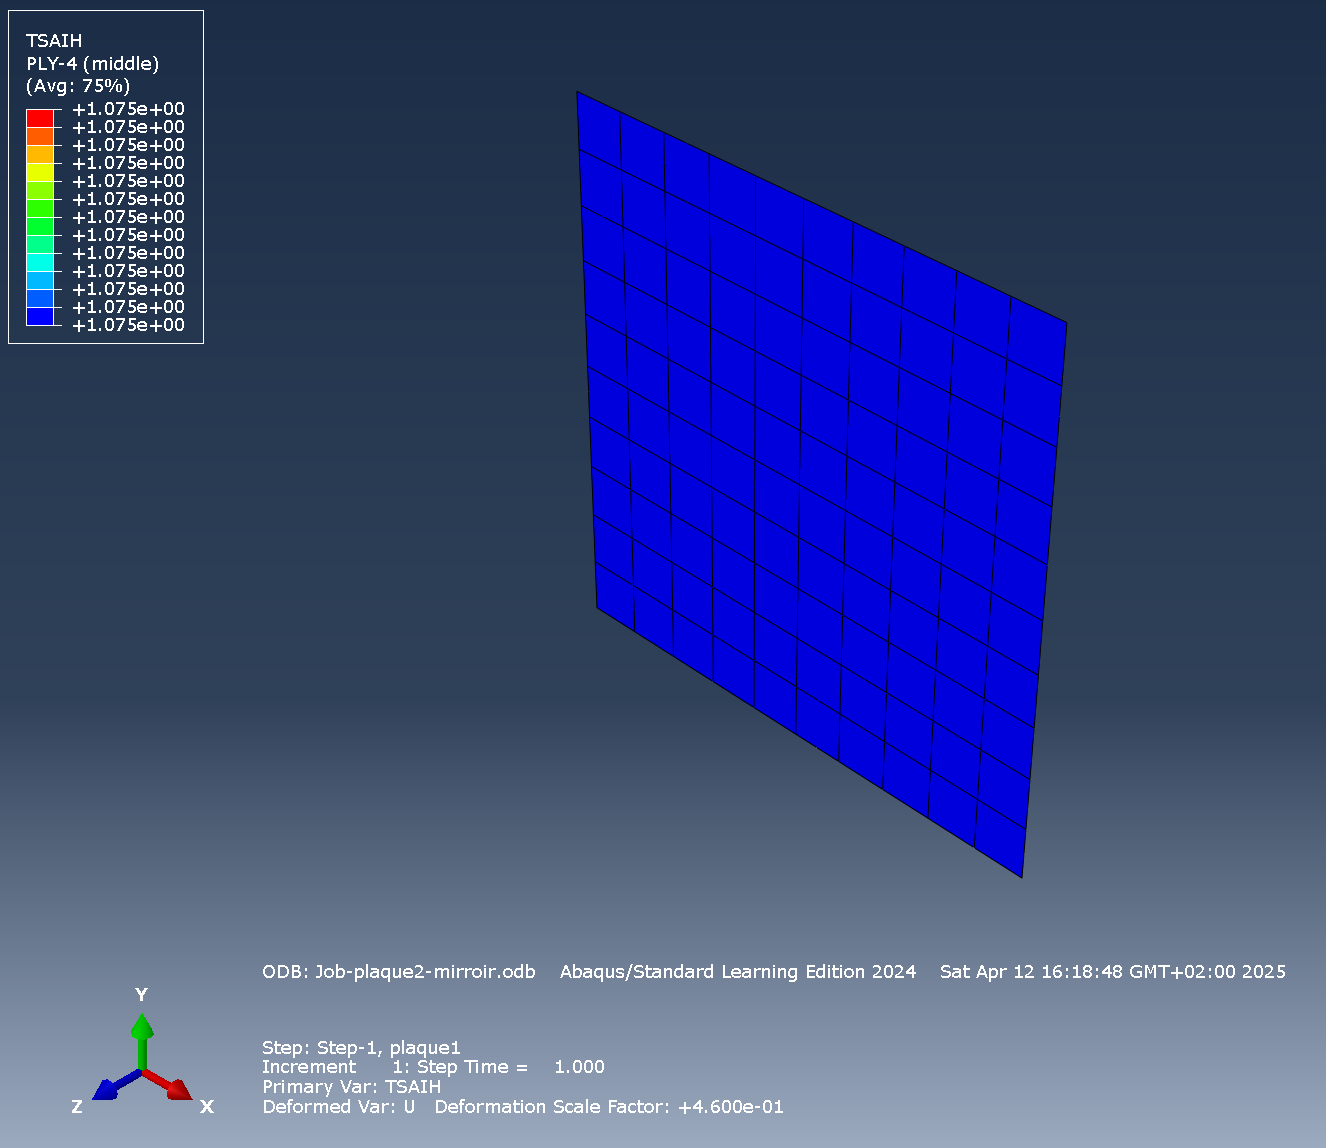 TSAIH
PLY-4 (middle)
(Avg: 75%)
+1.075e+00
+1.075e+00
+1.075e+00
+1.075e+00
+1.075e+00
+1.075e+00
+1.075e+00
+1.075e+00
+1.075e+00
+1.075e+00
+1.075e+00
+1.075e+00
+1.075e+00
ODB: Job-plaque2-mirroir.odb    Abaqus/Standard Learning Edition 2024    Sat Apr 12 16:18:48 GMT+02:00 2025
Y
Z
X
Step: Step-1, plaque1
Increment      1: Step Time =    1.000
Primary Var: TSAIH
Deformed Var: U   Deformation Scale Factor: +4.600e-01